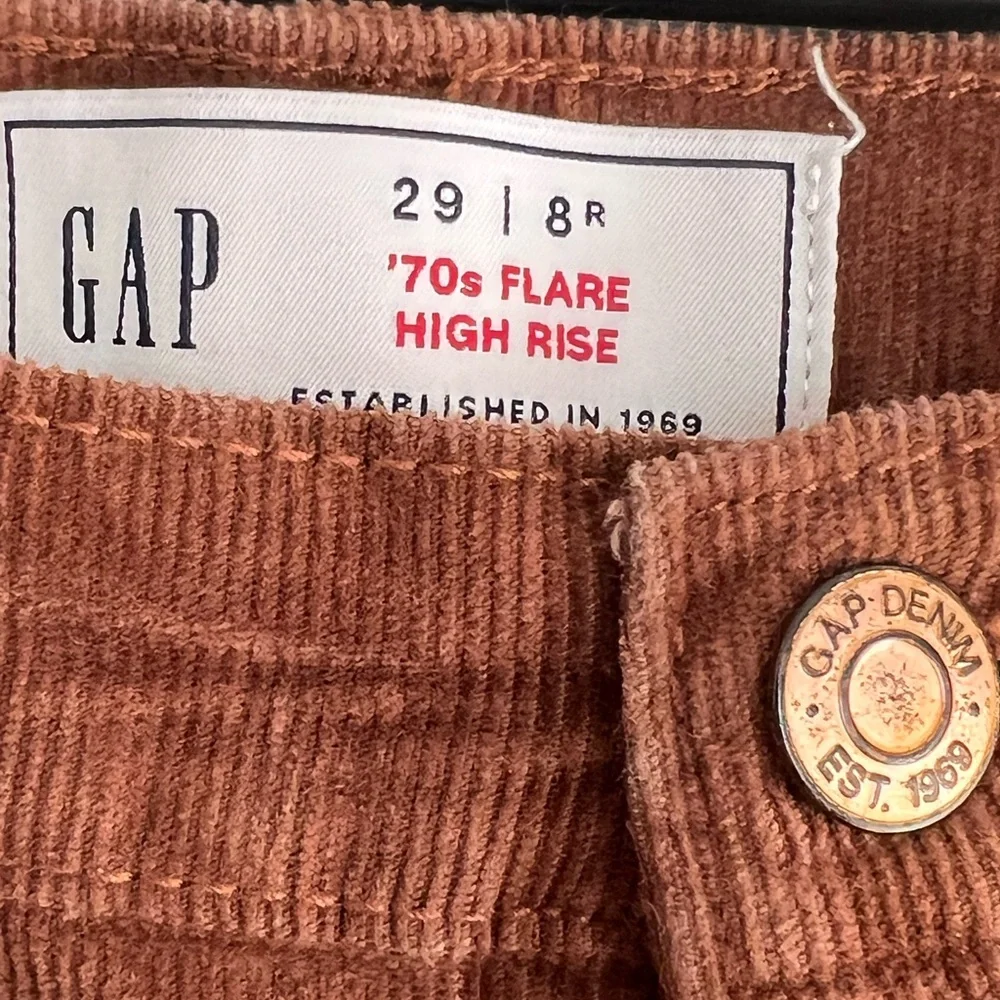 GAP
29 | 8R
'70s FLARE
HIGH RISE
ESTABLISHED IN 1969
GAP·DENIM
EST. 1969